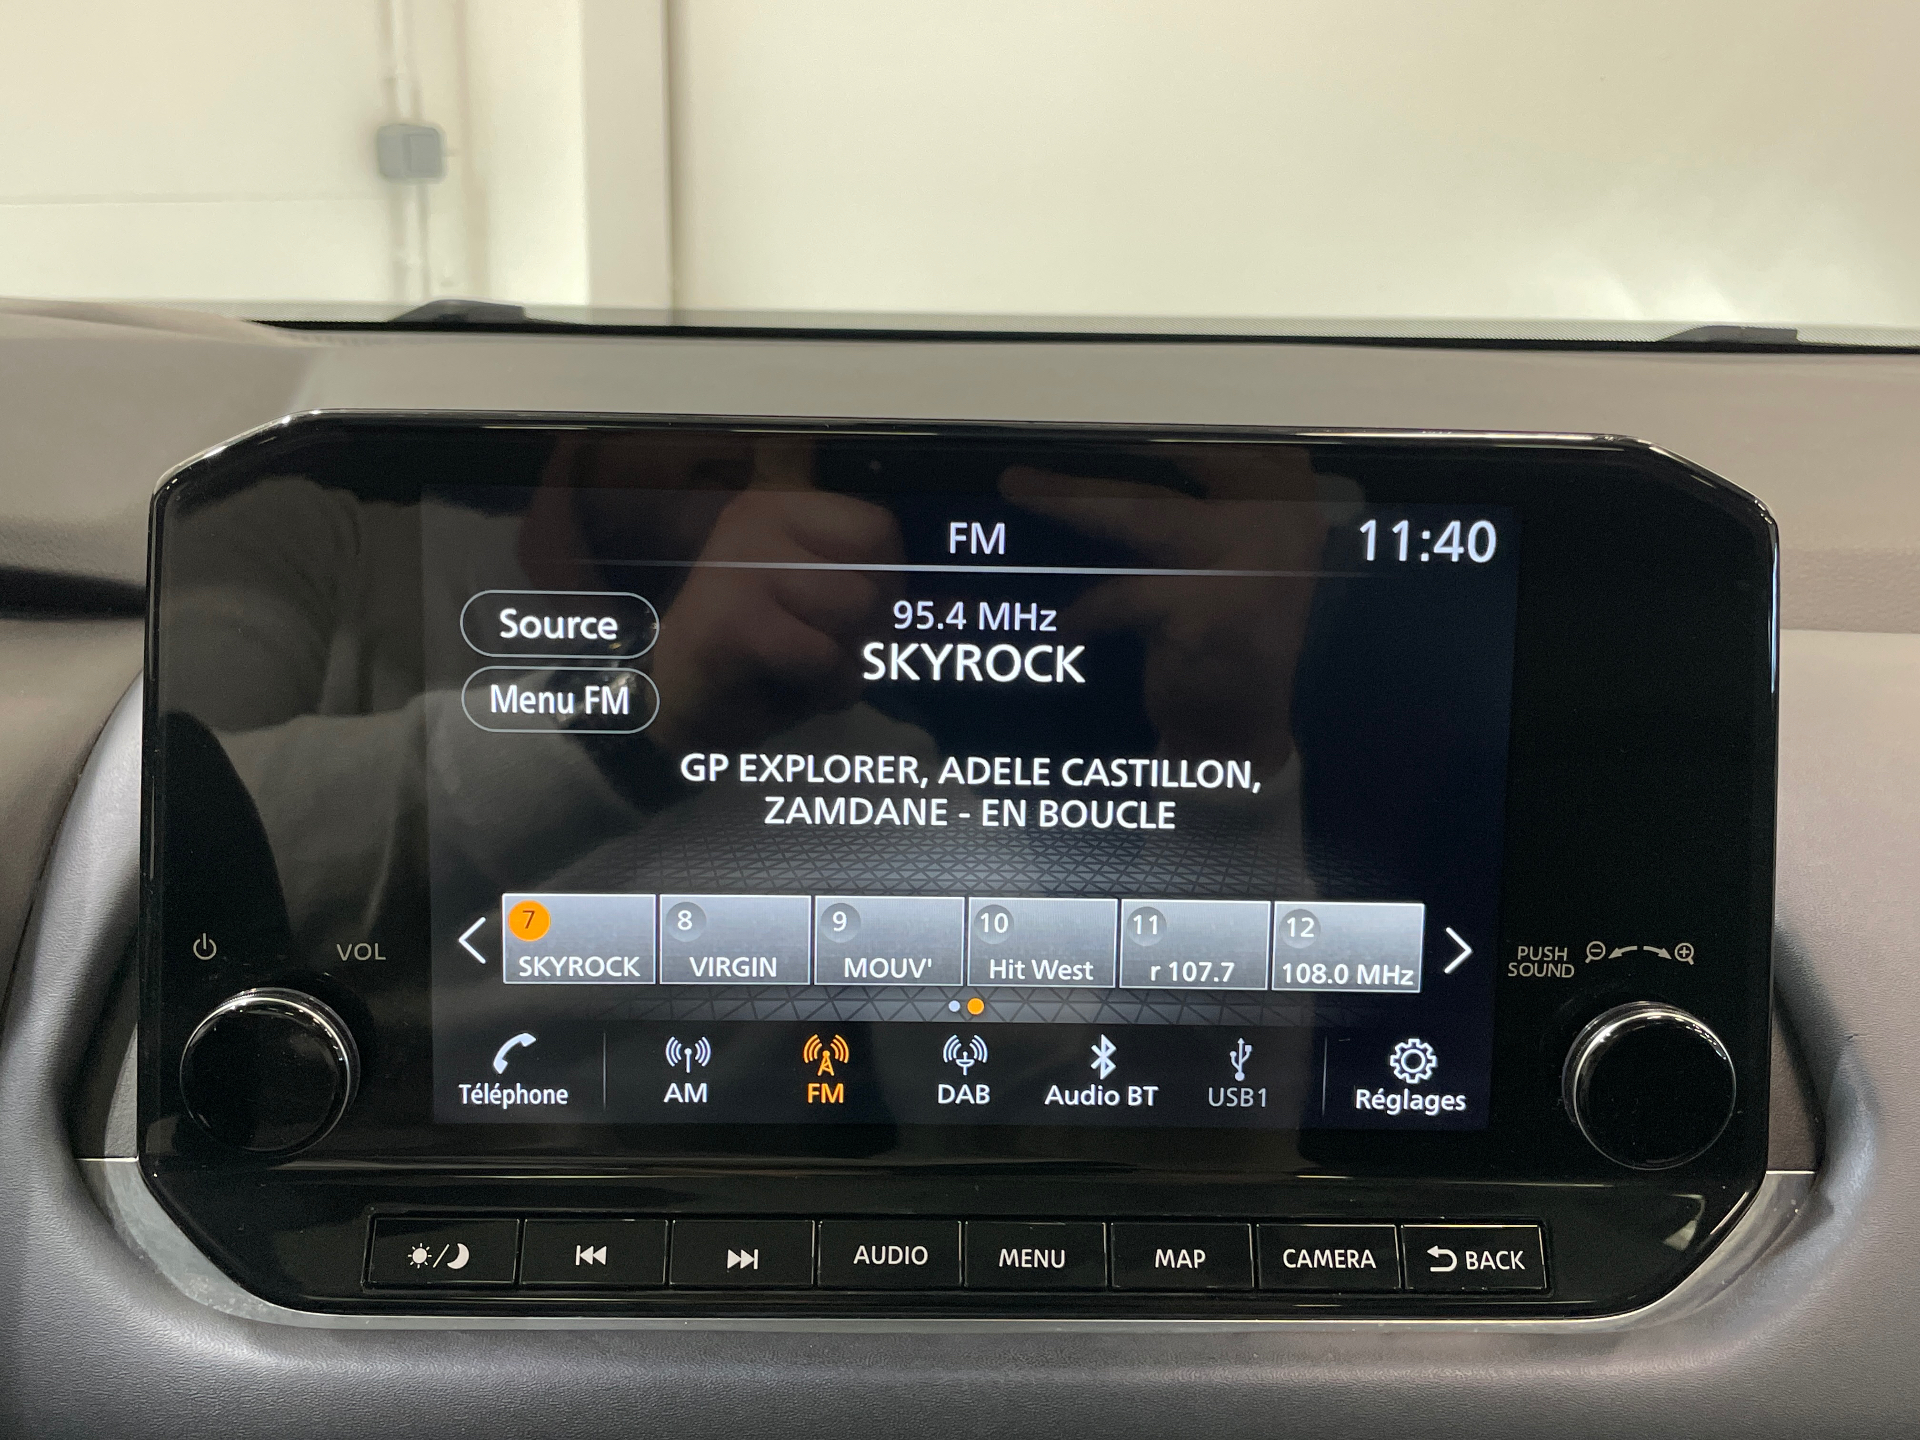 FM
11:40
Source
95.4 MHz
SKYROCK
Menu FM
GP EXPLORER, ADELE CASTILLON,
ZAMDANE - EN BOUCLE
7
8
9
10
11
12
SKYROCK
VIRGIN
MOUV'
Hit West
r 107.7
108.0 MHz
VOL
PUSH
SOUND
Téléphone
AM
FM
DAB
Audio BT
USB1
Réglages
AUDIO
MENU
MAP
CAMERA
BACK